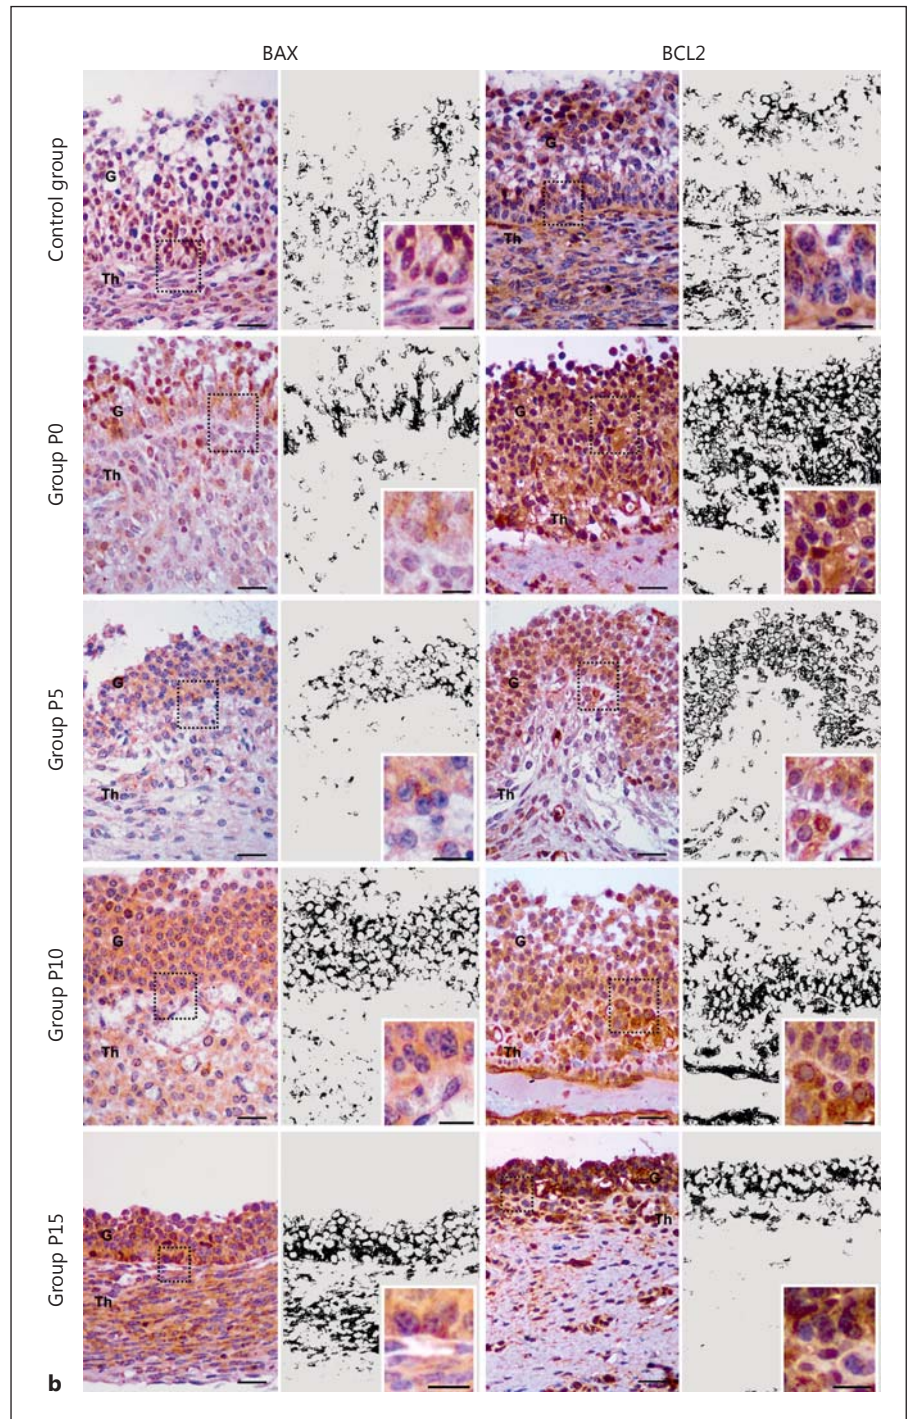 BAX BCL2
Control group
G
Th
G
Th
Group P0
G
Th
G
Th
Group P5
G
Th
G
Th
Group P10
G
Th
G
Th
Group P15
G
Th
G
Th
b